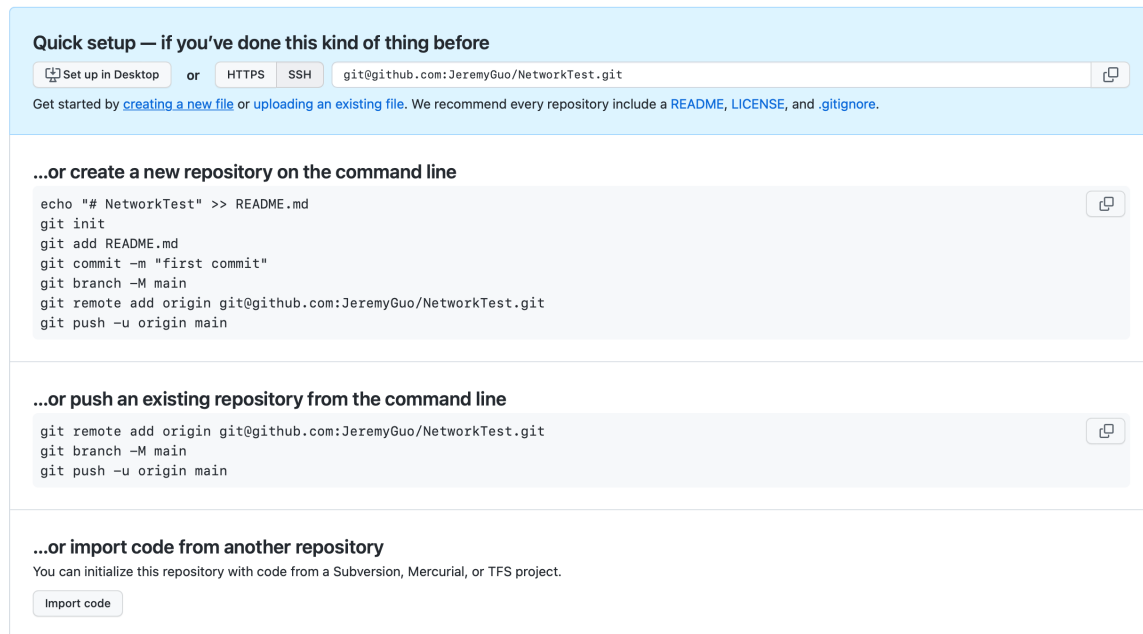 Quick setup — if you’ve done this kind of thing before
Set up in Desktop or HTTPS SSH git@github.com:JeremyGuo/NetworkTest.git
Get started by creating a new file or uploading an existing file. We recommend every repository include a README, LICENSE, and .gitignore.
…or create a new repository on the command line
echo "# NetworkTest" >> README.md
git init
git add README.md
git commit -m "first commit"
git branch -M main
git remote add origin git@github.com:JeremyGuo/NetworkTest.git
git push -u origin main
…or push an existing repository from the command line
git remote add origin git@github.com:JeremyGuo/NetworkTest.git
git branch -M main
git push -u origin main
…or import code from another repository
You can initialize this repository with code from a Subversion, Mercurial, or TFS project.
Import code